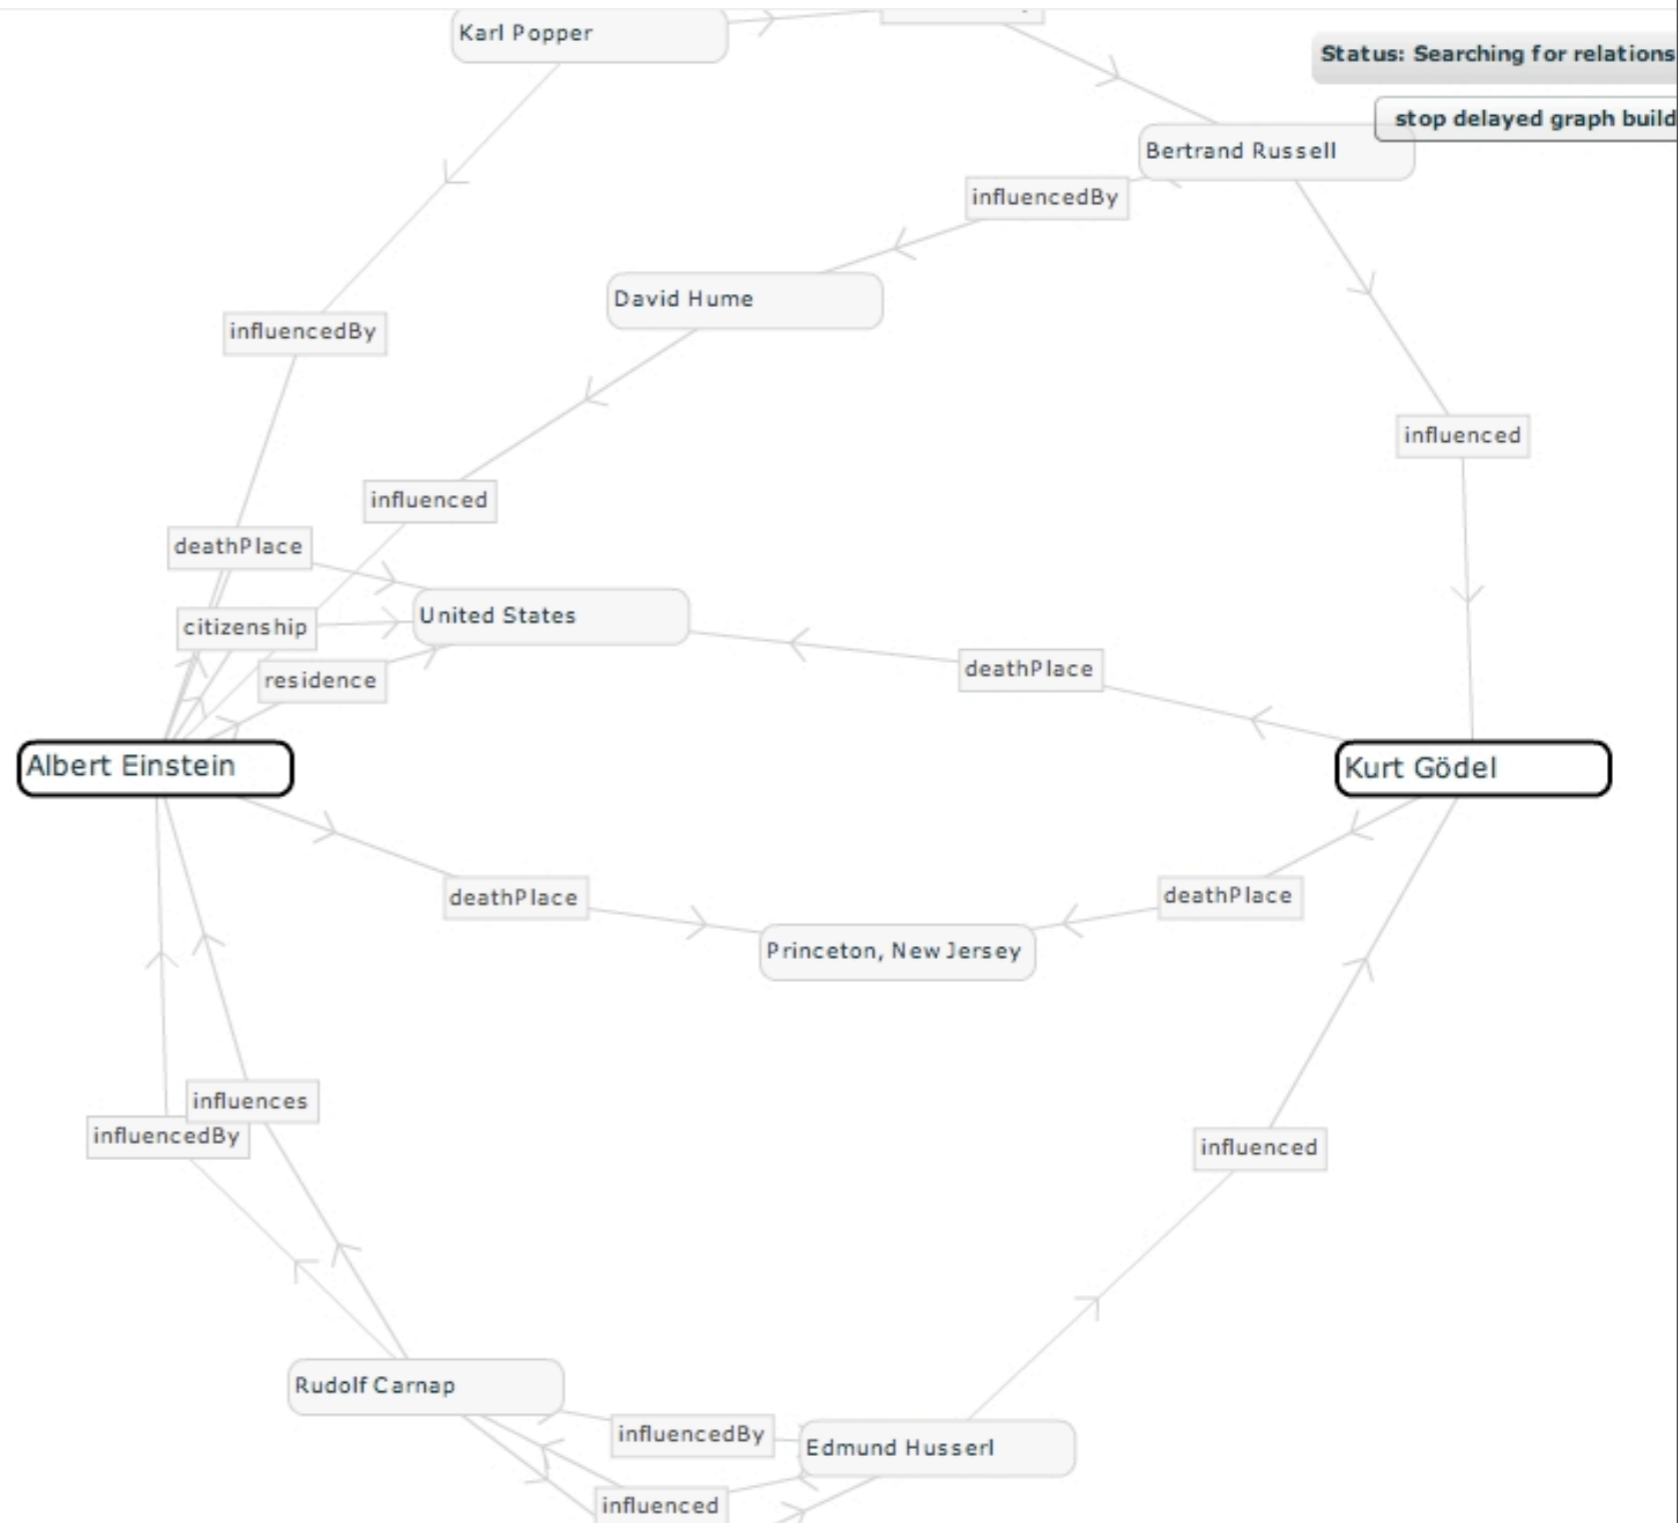 Karl Popper
Status: Searching for relations
stop delayed graph build
Bertrand Russell
influencedBy
David Hume
influencedBy
influenced
influenced
deathPlace
citizenship
United States
residence
deathPlace
Albert Einstein
Kurt Gödel
deathPlace
deathPlace
Princeton, New Jersey
influences
influencedBy
influenced
Rudolf Carnap
influencedBy
Edmund Husserl
influenced